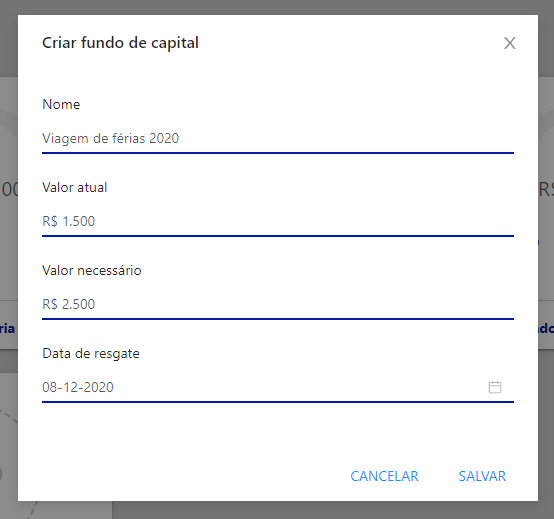 Criar fundo de capital
Nome
Viagem de férias 2020
Valor atual
R$ 1.500
Valor necessário
R$ 2.500
Data de resgate
08-12-2020
CANCELAR
SALVAR